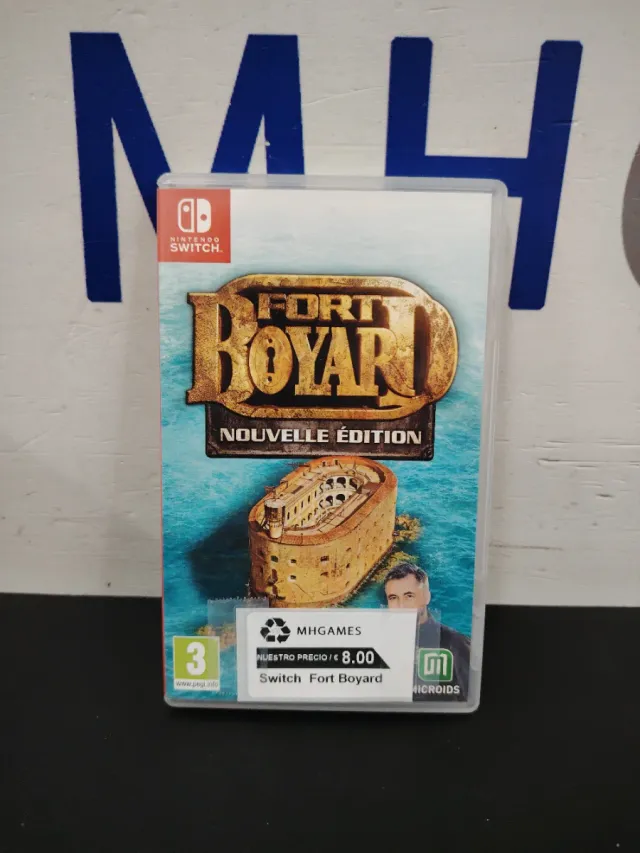 MH
NINTENDO
SWITCH™
FORT
BOYARD
NOUVELLE ÉDITION
MHGAMES
NUESTRO PRECIO / € 8.00
Switch Fort Boyard
3
www.pegi.info
MICROIDS